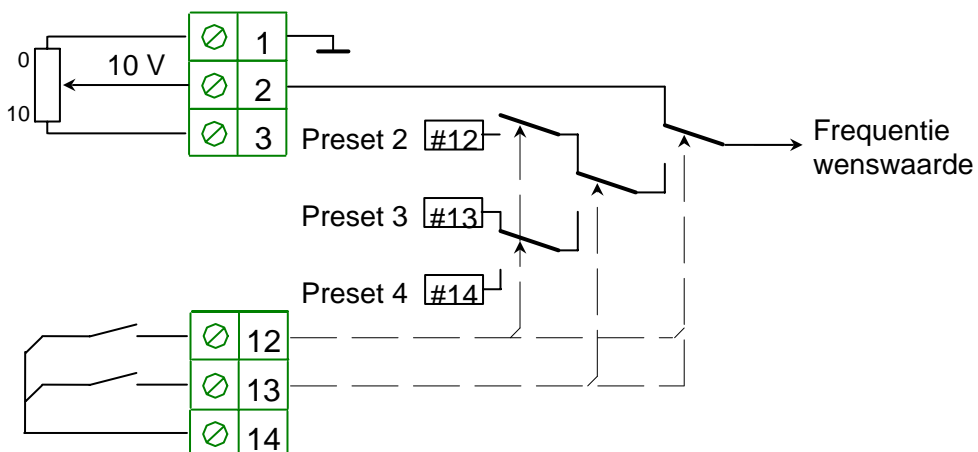 0
10
10 V
1
2
3
Preset 2 #12
Preset 3 #13
Preset 4 #14
Frequentie
wenswaarde
12
13
14